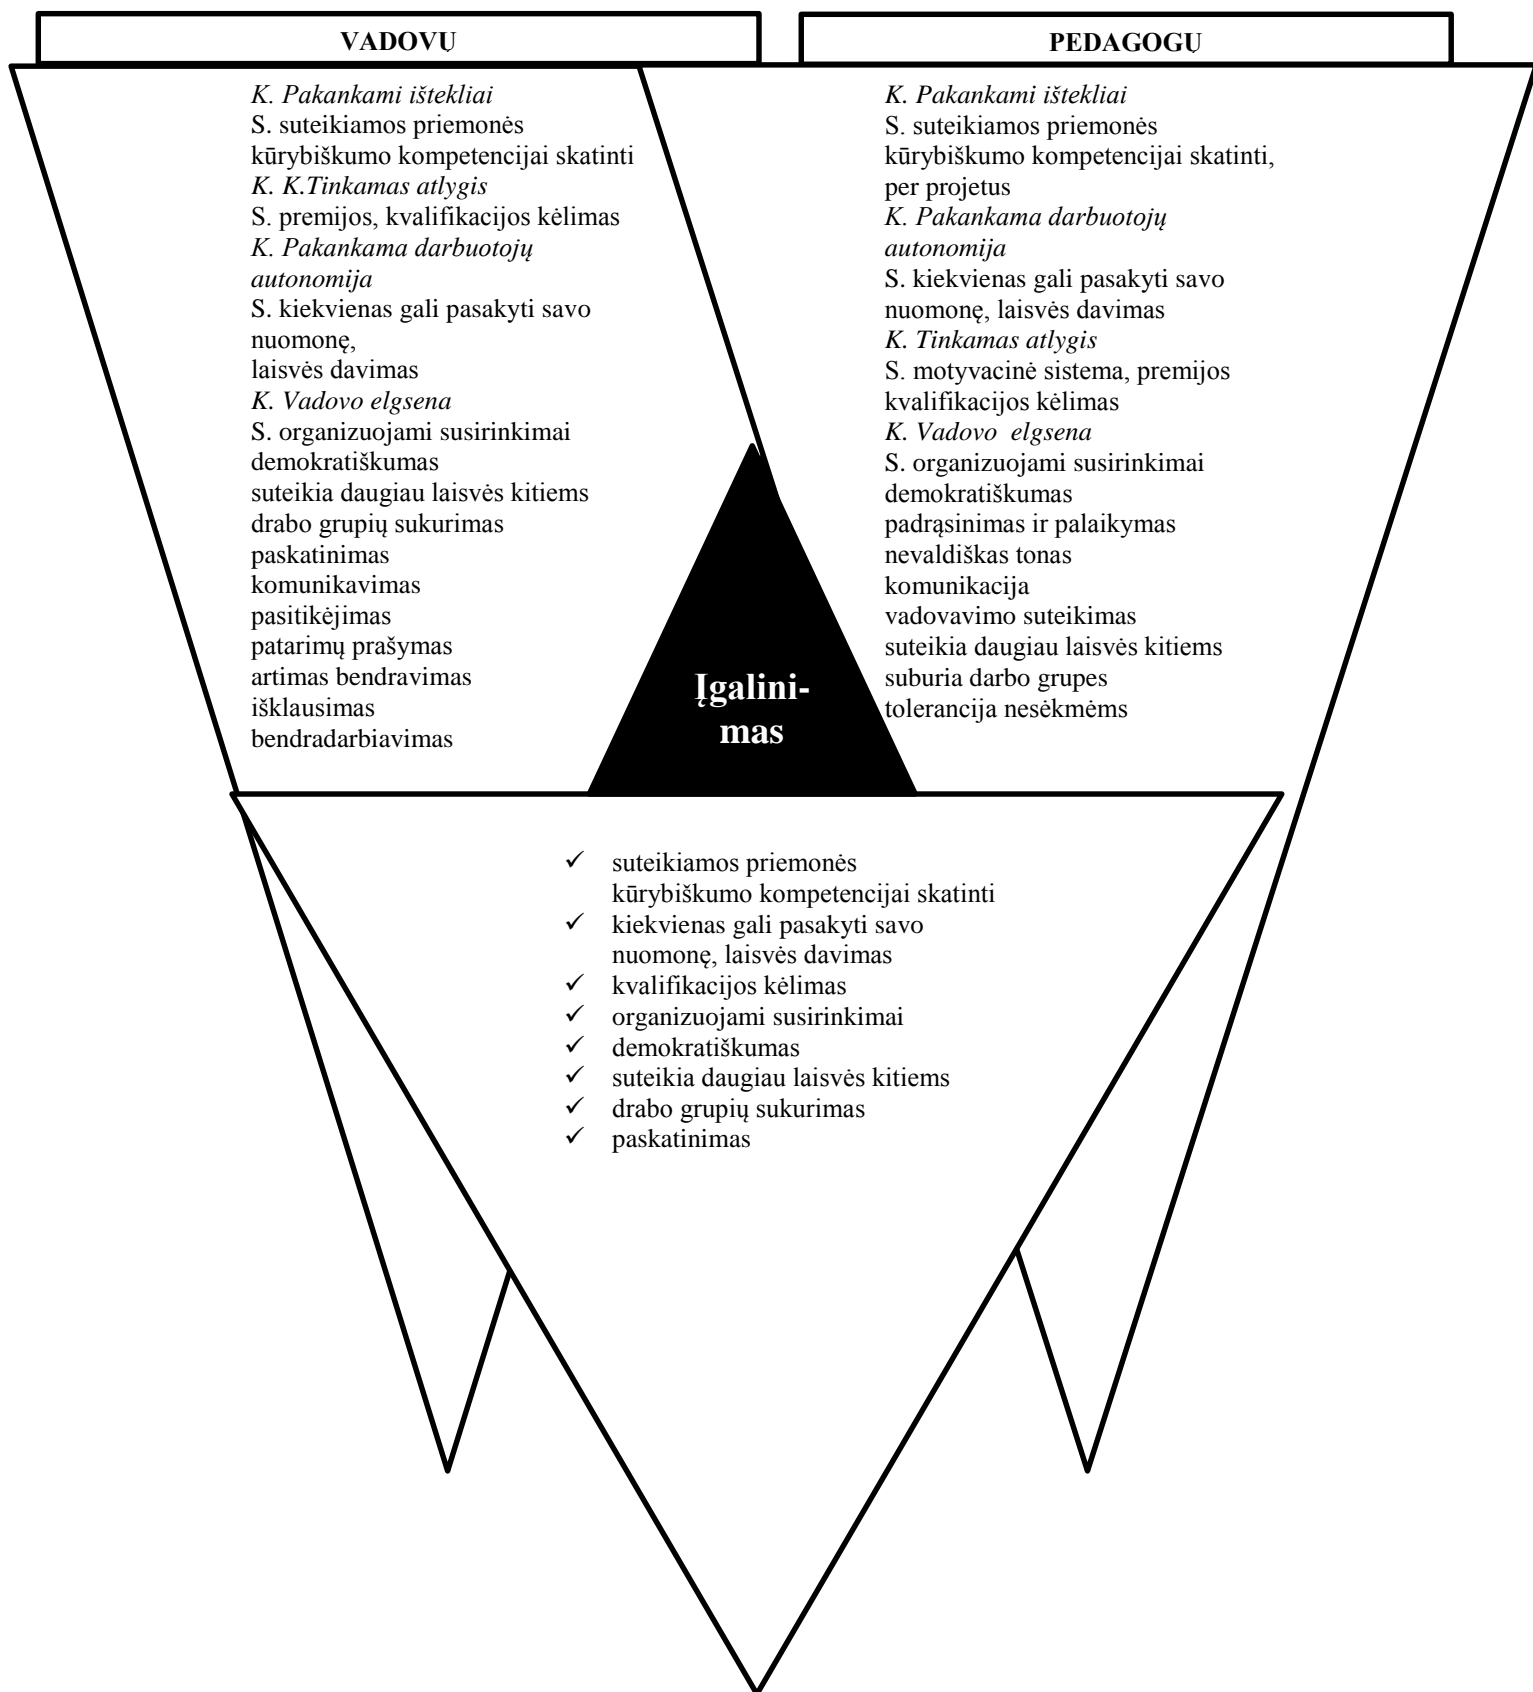 VADOVŲ
K. Pakankami ištekliai
S. suteikiamos priemonės
kūrybiškumo kompetencijai skatinti
K. K.Tinkamas atlygis
S. premijos, kvalifikacijos kėlimas
K. Pakankama darbuotojų
autonomija
S. kiekvienas gali pasakyti savo
nuomonę,
laisvės davimas
K. Vadovo elgsena
S. organizuojami susirinkimai
demokratiškumas
suteikia daugiau laisvės kitiems
drabo grupių sukurimas
paskatinimas
komunikavimas
pasitikėjimas
patarimų prašymas
artimas bendravimas
išklausimas
bendradarbiavimas
PEDAGOGŲ
K. Pakankami ištekliai
S. suteikiamos priemonės
kūrybiškumo kompetencijai skatinti,
per projetus
K. Pakankama darbuotojų
autonomija
S. kiekvienas gali pasakyti savo
nuomonę, laisvės davimas
K. Tinkamas atlygis
S. motyvacinė sistema, premijos
kvalifikacijos kėlimas
K. Vadovo  elgsena
S. organizuojami susirinkimai
demokratiškumas
padrąsinimas ir palaikymas
nevaldiškas tonas
komunikacija
vadovavimo suteikimas
suteikia daugiau laisvės kitiems
suburia darbo grupes
tolerancija nesėkmėms
Įgalini-
mas
✓ suteikiamos priemonės
kūrybiškumo kompetencijai skatinti
✓ kiekvienas gali pasakyti savo
nuomonę, laisvės davimas
✓ kvalifikacijos kėlimas
✓ organizuojami susirinkimai
✓ demokratiškumas
✓ suteikia daugiau laisvės kitiems
✓ drabo grupių sukurimas
✓ paskatinimas